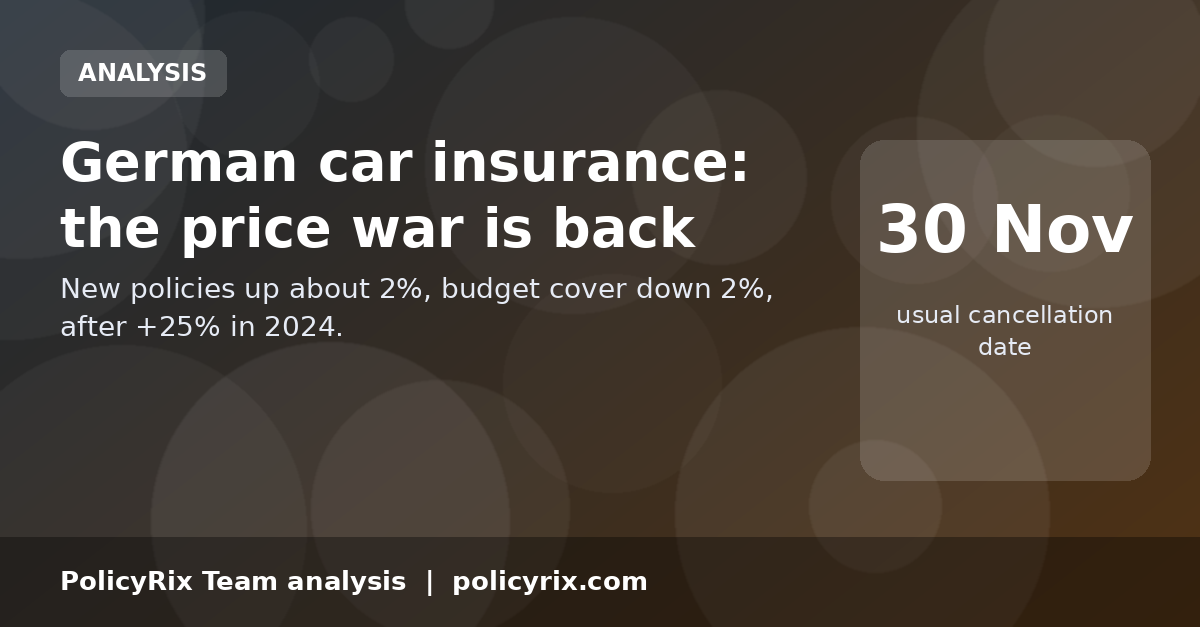 ANALYSIS
German car insurance:
the price war is back
New policies up about 2%, budget cover down 2%,
after +25% in 2024.
30 Nov
usual cancellation
date
PolicyRix Team analysis | policyrix.com